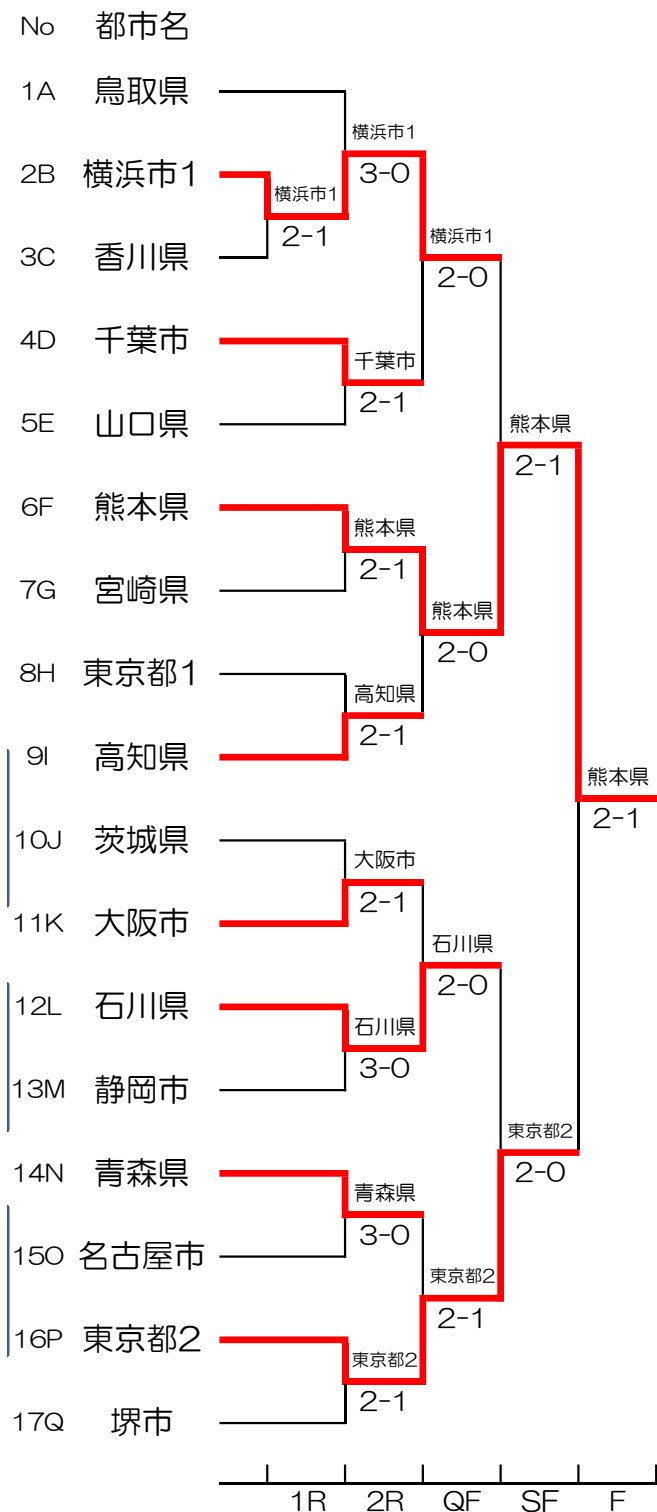 No 都市名
1A 鳥取県
横浜市1
2B 横浜市1
3-0
横浜市1
2-1
横浜市1
3C 香川県
2-0
4D 千葉市
千葉市
2-1
5E 山口県
熊本県
2-1
6F 熊本県
熊本県
2-1
7G 宮崎県
熊本県
2-0
8H 東京都1
高知県
2-1
9I 高知県
熊本県
2-1
10J 茨城県
大阪市
2-1
11K 大阪市
石川県
2-0
12L 石川県
石川県
3-0
13M 静岡市
東京都2
2-0
14N 青森県
青森県
3-0
15O 名古屋市
東京都2
2-1
16P 東京都2
東京都2
2-1
17Q 堺市
1R 2R QF SF F